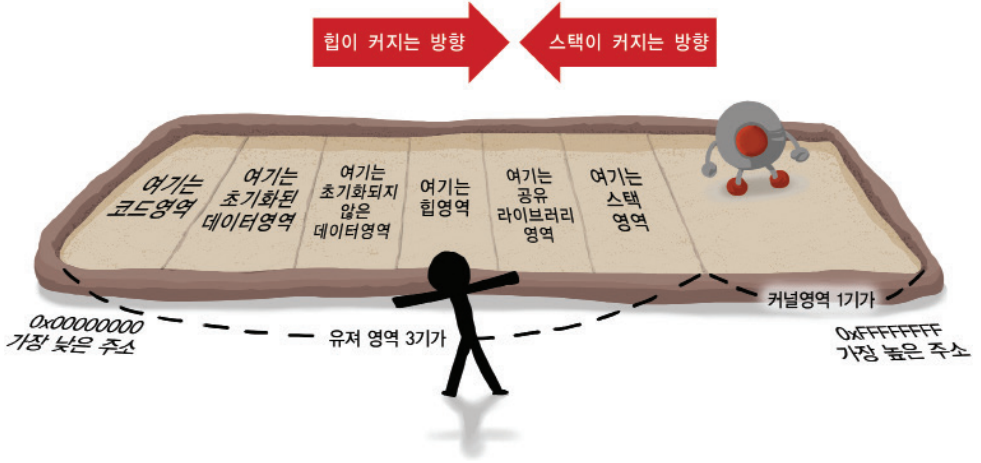 힙이 커지는 방향
스택이 커지는 방향
여기는
코드영역
여기는
초기화된
데이터영역
여기는
초기화되지
않은
데이터영역
여기는
힙영역
여기는
공유
라이브러리
영역
여기는
스택
영역
커널영역 1기가
유져 영역 3기가
0x00000000
가장 낮은 주소
0xFFFFFFFF
가장 높은 주소